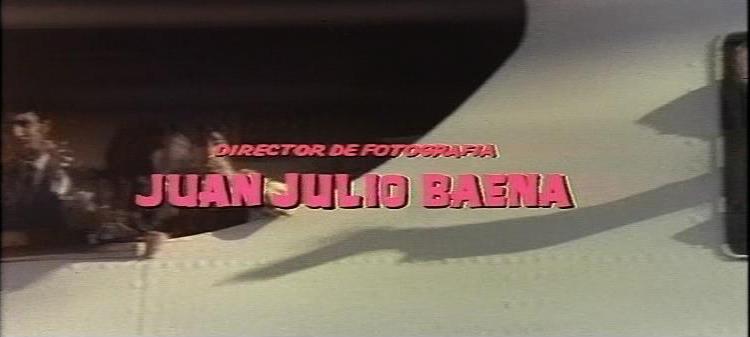 DIRECTOR DE FOTOGRAFIA
JUAN JULIO BAENA